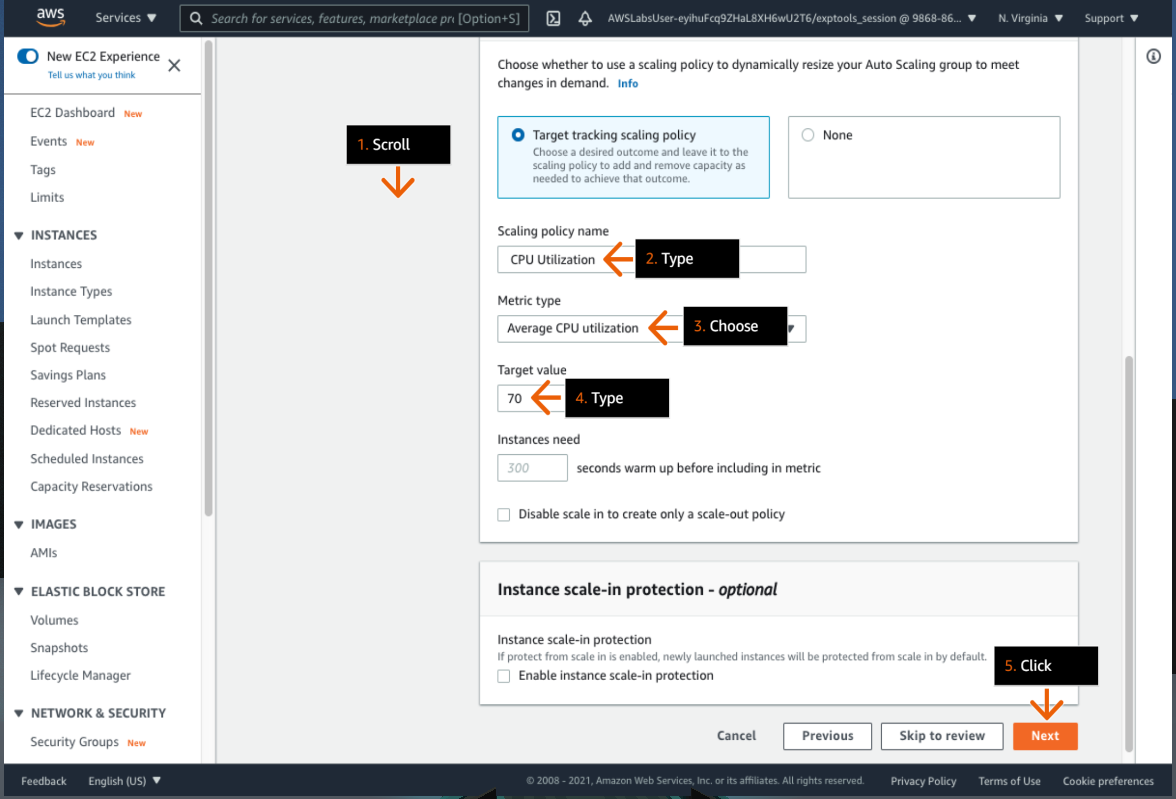 aws
Services ▼
Search for services, features, marketplace pr [Option+S]
AWSLabsUser-eyihuFcq9ZHaL8XH6wU2T6/exptools_session @ 9868-86... ▼
N. Virginia ▼
Support ▼
New EC2 Experience
Tell us what you think
EC2 Dashboard New
Events New
Tags
Limits
INSTANCES
Instances
Instance Types
Launch Templates
Spot Requests
Savings Plans
Reserved Instances
Dedicated Hosts New
Scheduled Instances
Capacity Reservations
IMAGES
AMIs
ELASTIC BLOCK STORE
Volumes
Snapshots
Lifecycle Manager
NETWORK & SECURITY
Security Groups New
Choose whether to use a scaling policy to dynamically resize your Auto Scaling group to meet
changes in demand. Info
1. Scroll
Target tracking scaling policy
Choose a desired outcome and leave it to the
scaling policy to add and remove capacity as
needed to achieve that outcome.
None
Scaling policy name
CPU Utilization
2. Type
Metric type
Average CPU utilization
3. Choose
Target value
70
4. Type
Instances need
300 seconds warm up before including in metric
Disable scale in to create only a scale-out policy
Instance scale-in protection - optional
Instance scale-in protection
If protect from scale in is enabled, newly launched instances will be protected from scale in by default.
Enable instance scale-in protection
5. Click
Cancel
Previous
Skip to review
Next
Feedback
English (US) ▼
© 2008 - 2021, Amazon Web Services, Inc. or its affiliates. All rights reserved.
Privacy Policy
Terms of Use
Cookie preferences